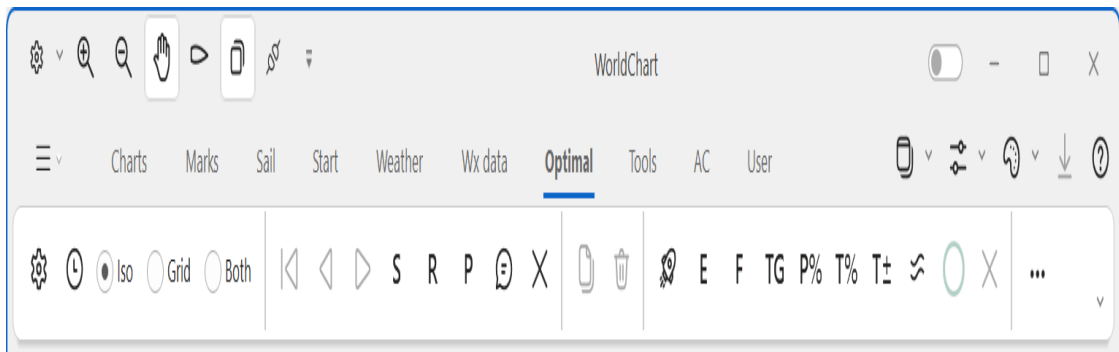 WorldChart
Charts Marks Sail Start Weather Wx data Optimal Tools AC User
Iso Grid Both S R P E F TG P% T% T±